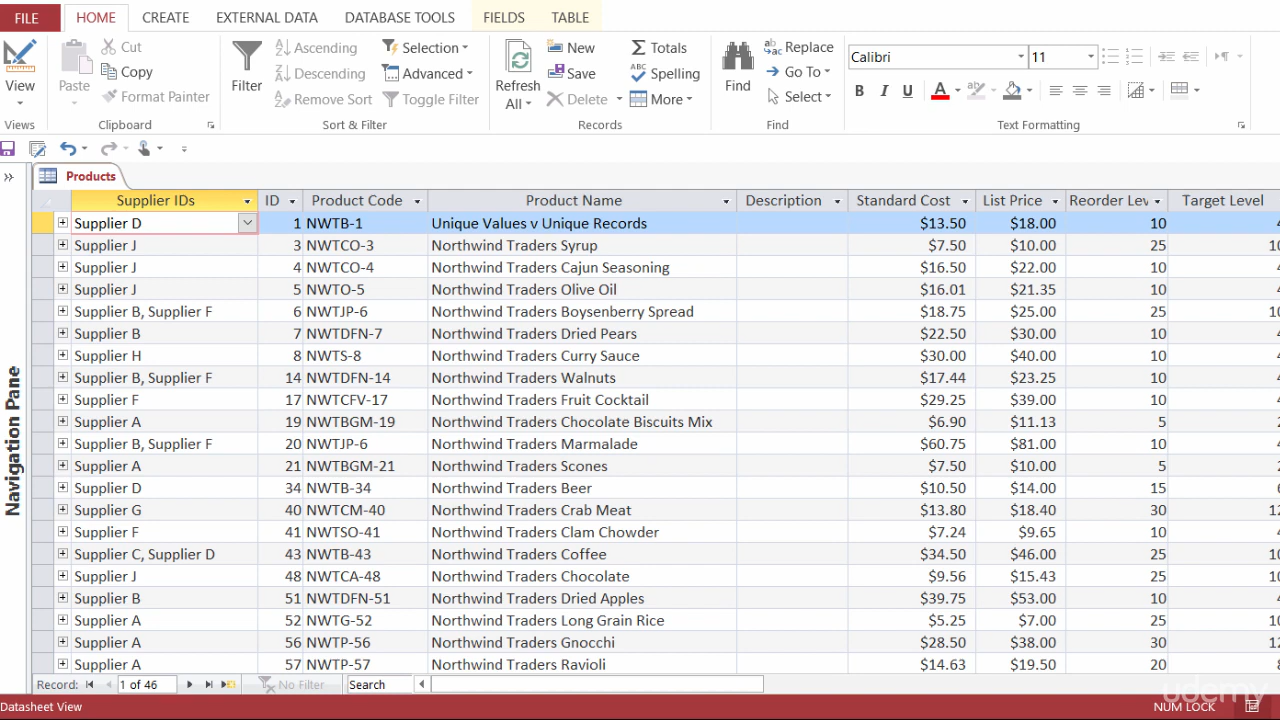 FILE HOME CREATE EXTERNAL DATA DATABASE TOOLS FIELDS TABLE
View
Views
Paste
Cut
Copy
Format Painter
Clipboard
Filter
Ascending
Descending
Remove
Selection
Advanced
Toggle Filter
Sort & Filter
Refresh
All
New
Save
Delete
Totals
Spelling
More
Records
Find
Replace
Go To
Select
Find
Calibri 11
B I U A
Text Formatting
Products
Supplier IDs ID Product Code Product Name Description Standard Cost List Price Reorder Lev Target Level
Supplier D 1 NWTB-1 Unique Values v Unique Records $13.50 $18.00 10
Supplier J 3 NWTCO-3 Northwind Traders Syrup $7.50 $10.00 25
Supplier J 4 NWTCO-4 Northwind Traders Cajun Seasoning $16.50 $22.00 10
Supplier J 5 NWTO-5 Northwind Traders Olive Oil $16.01 $21.35 10
Supplier B, Supplier F 6 NWTJP-6 Northwind Traders Boysenberry Spread $18.75 $25.00 25
Supplier B 7 NWTDFN-7 Northwind Traders Dried Pears $22.50 $30.00 10
Supplier H 8 NWTS-8 Northwind Traders Curry Sauce $30.00 $40.00 10
Supplier B, Supplier F 14 NWTDFN-14 Northwind Traders Walnuts $17.44 $23.25 10
Supplier F 17 NWTCFV-17 Northwind Traders Fruit Cocktail $29.25 $39.00 10
Supplier A 19 NWTBGM-19 Northwind Traders Chocolate Biscuits Mix $6.90 $11.13 5
Supplier B, Supplier F 20 NWTJP-6 Northwind Traders Marmalade $60.75 $81.00 10
Supplier A 21 NWTBGM-21 Northwind Traders Scones $7.50 $10.00 5
Supplier D 34 NWTB-34 Northwind Traders Beer $10.50 $14.00 15
Supplier G 40 NWTCM-40 Northwind Traders Crab Meat $13.80 $18.40 30
Supplier F 41 NWTSO-41 Northwind Traders Clam Chowder $7.24 $9.65 10
Supplier C, Supplier D 43 NWTB-43 Northwind Traders Coffee $34.50 $46.00 25
Supplier J 48 NWTCA-48 Northwind Traders Chocolate $9.56 $15.43 25
Supplier B 51 NWTDFN-51 Northwind Traders Dried Apples $39.75 $53.00 10
Supplier A 52 NWTG-52 Northwind Traders Long Grain Rice $5.25 $7.00 25
Supplier A 56 NWTP-56 Northwind Traders Gnocchi $28.50 $38.00 30
Supplier A 57 NWTP-57 Northwind Traders Ravioli $14.63 $19.50 20
Navigation Pane
Record: 1 of 46 No Filter Search
Datasheet View NUM LOCK
udemy